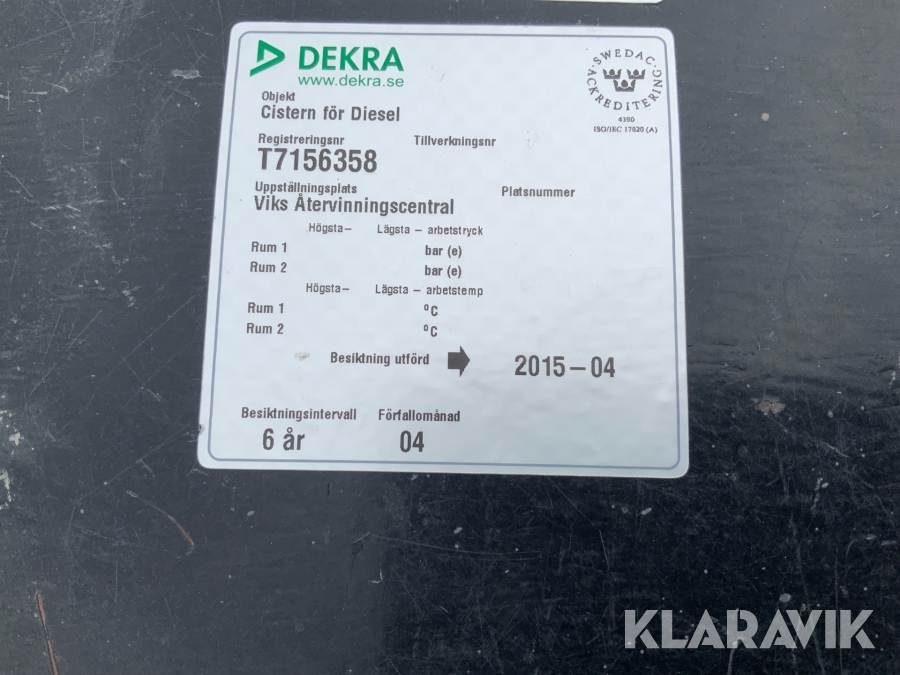 DEKRA
www.dekra.se
SWEDAC
ACKREDITERING
4390
ISO/IEC 17020 (A)
Objekt
Cistern för Diesel
Registreringsnr Tillverkningsnr
T7156358
Uppställningsplats Platsnummer
Viks Återvinningscentral
Högsta- Lägsta - arbetstryck
Rum 1 bar (e)
Rum 2 bar (e)
Högsta- Lägsta - arbetstemp
Rum 1 ºC
Rum 2 ºC
Besiktning utförd 2015-04
Besiktningsintervall Förfallomånad
6 år 04
KLARAVIK